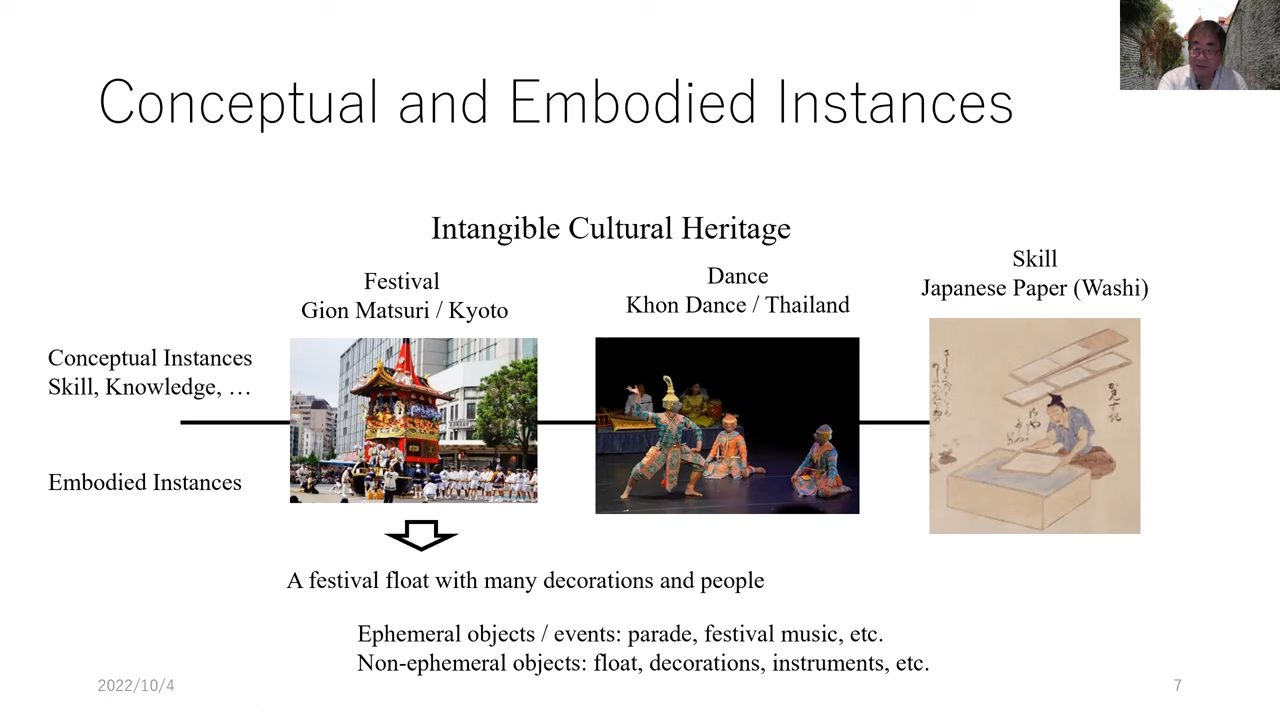 Conceptual and Embodied Instances
Intangible Cultural Heritage
Festival
Gion Matsuri / Kyoto
Dance
Khon Dance / Thailand
Skill
Japanese Paper (Washi)
Conceptual Instances
Skill, Knowledge, …
Embodied Instances
A festival float with many decorations and people
Ephemeral objects / events: parade, festival music, etc.
Non-ephemeral objects: float, decorations, instruments, etc.
2022/10/4
7